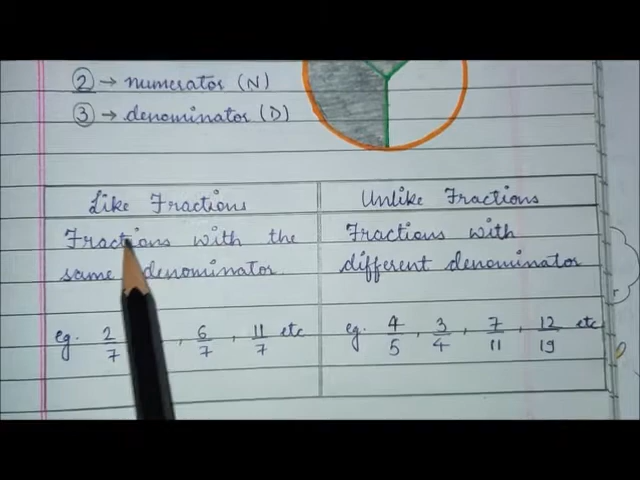 2 → numerator (N)
3 → denominator (D)
Like Fractions
Fractions with the
same denominator.
eg. 2/7 , 6/7 , 11/7 etc
Unlike Fractions
Fractions with
different denominator
eg. 4/5 , 3/4 , 7/11 , 12/19 etc